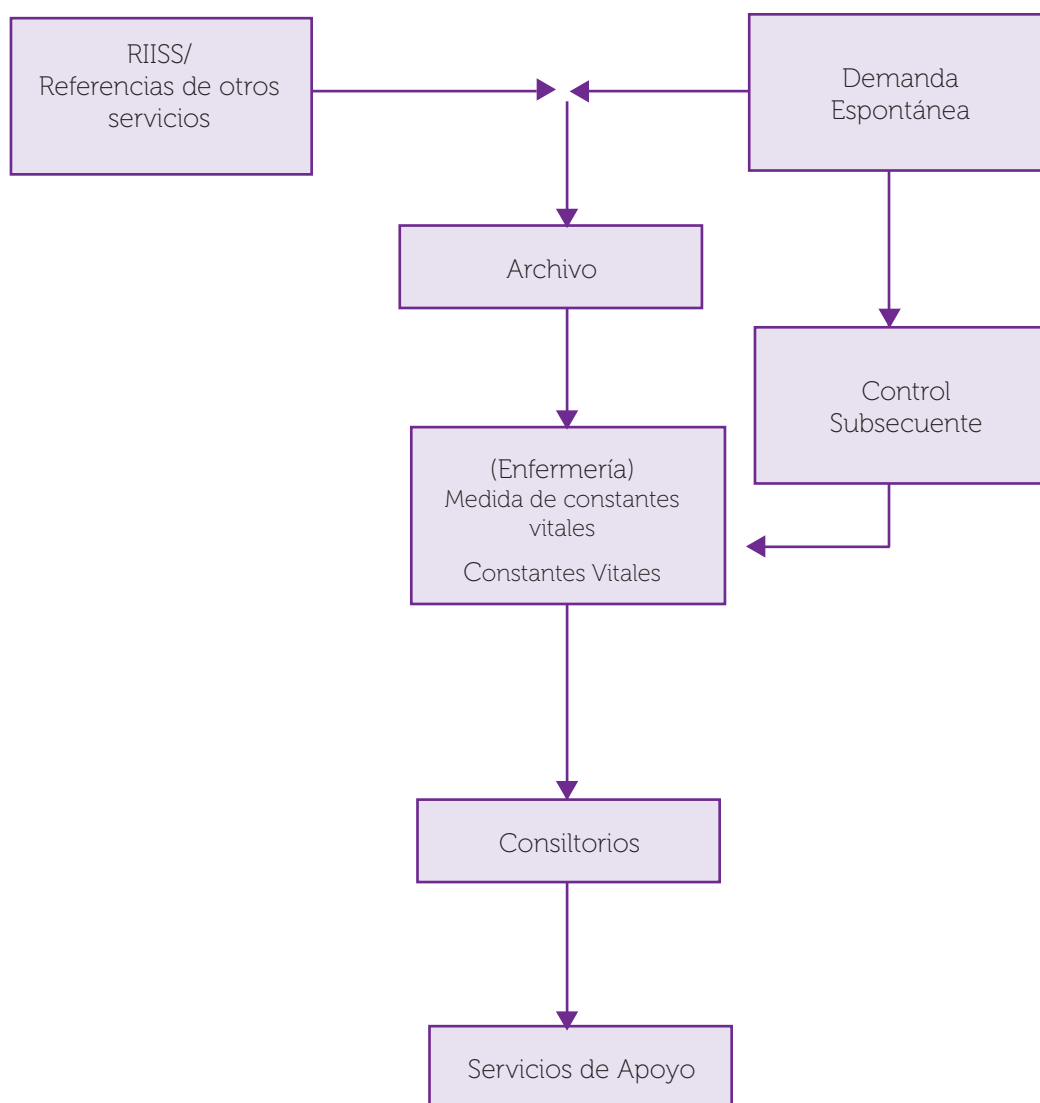 RIISS/
Referencias de otros
servicios
Demanda
Espontánea
Archivo
Control
Subsecuente
(Enfermería)
Medida de constantes
vitales
Constantes Vitales
Consiltorios
Servicios de Apoyo